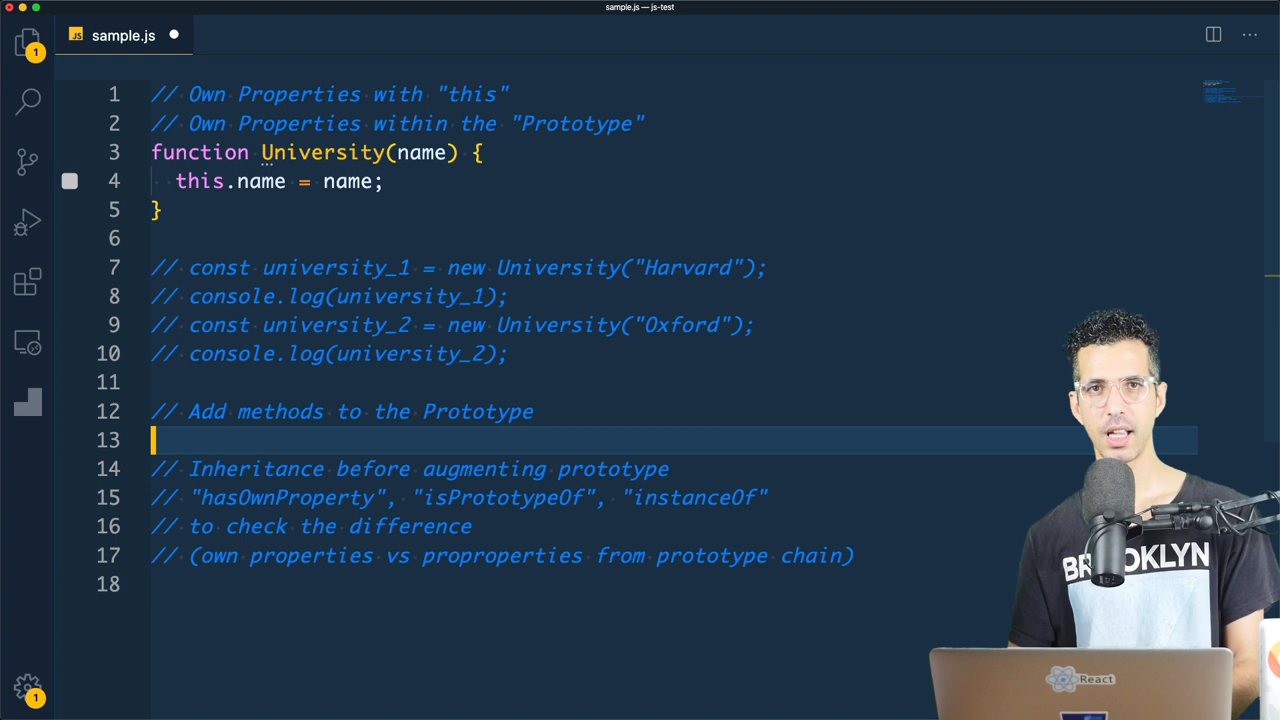 sample.js — js-test
JS sample.js
1
1 // Own Properties with "this"
2 // Own Properties within the "Prototype"
3 function University(name) {
4 this.name = name;
5 }
6
7 // const university_1 = new University("Harvard");
8 // console.log(university_1);
9 // const university_2 = new University("Oxford");
10 // console.log(university_2);
11
12 // Add methods to the Prototype
13
14 // Inheritance before augmenting prototype
15 // "hasOwnProperty", "isPrototypeOf", "instanceOf"
16 // to check the difference
17 // (own properties vs proproperties from prototype chain)
18
BROOKLYN
React
1